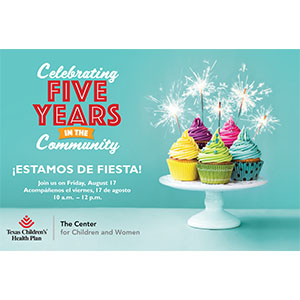 Celebrating
FIVE
YEARS
IN THE
Community
¡ESTAMOS DE FIESTA!
Join us on Friday, August 17
Acompáñenos el viernes, 17 de agosto
10 a.m. – 12 p.m.
Texas Children's
Health Plan
The Center
for Children and Women